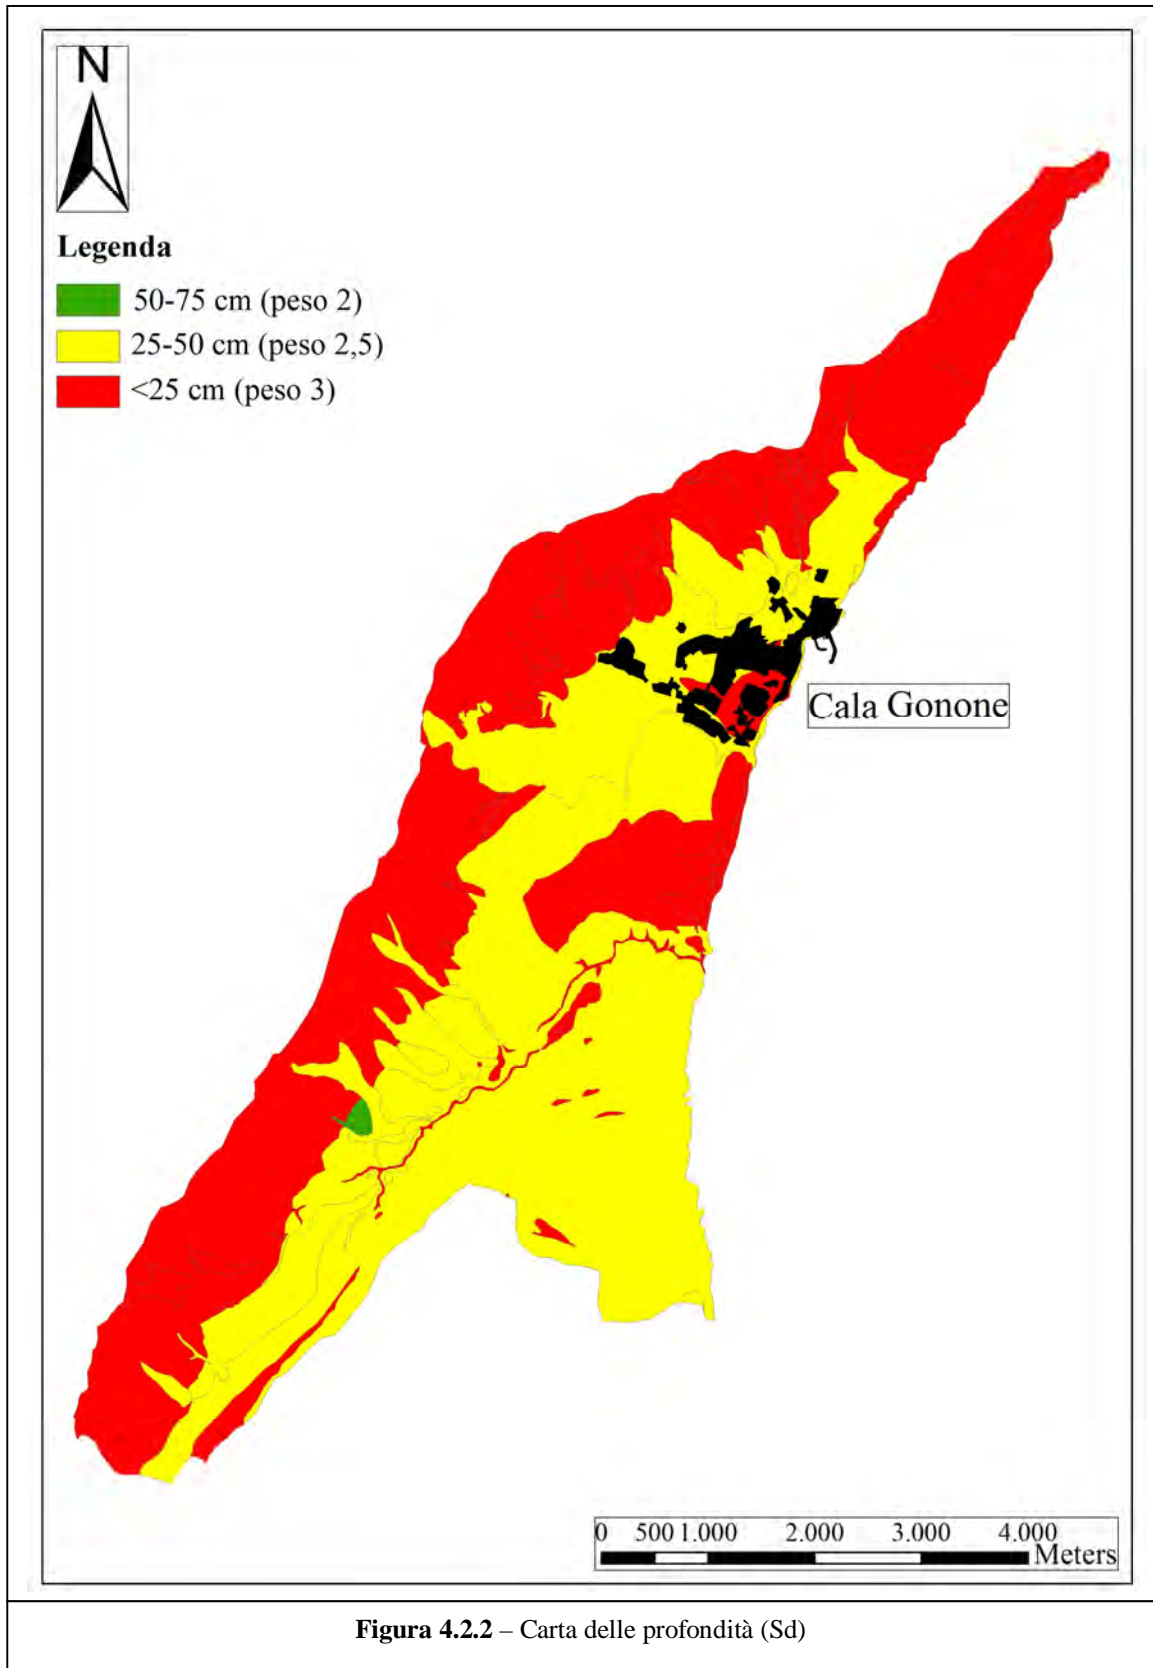 N
Legenda
50-75 cm (peso 2)
25-50 cm (peso 2,5)
<25 cm (peso 3)
Cala Gonone
0 500 1.000 2.000 3.000 4.000
Meters
Figura 4.2.2 – Carta delle profondità (Sd)